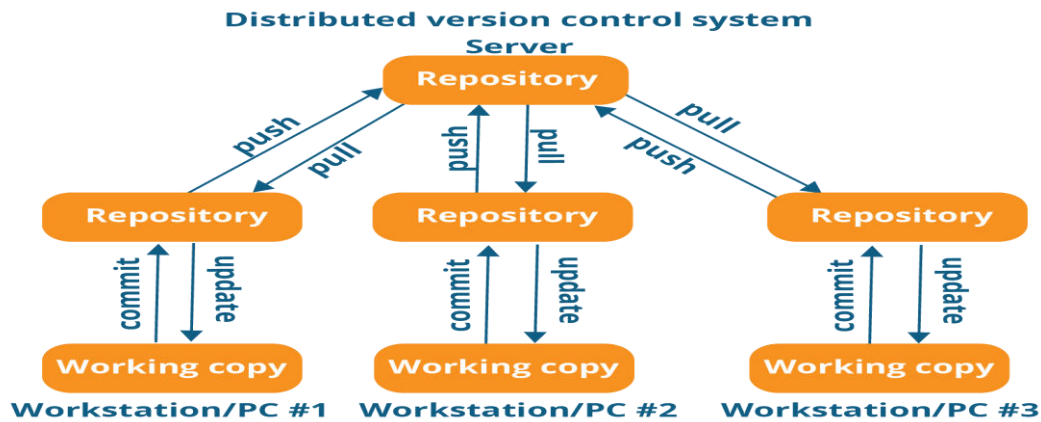 Distributed version control system
Server
Repository
push
pull
push
pull
push
pull
Repository
Repository
Repository
commit
update
commit
update
commit
update
Working copy
Working copy
Working copy
Workstation/PC #1
Workstation/PC #2
Workstation/PC #3